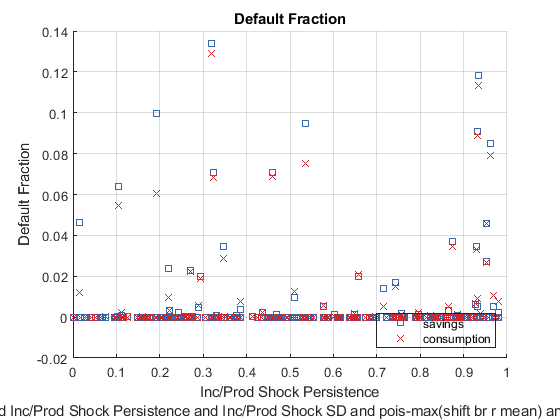 Default Fraction
0.14
0.12
0.1
0.08
0.06
0.04
0.02
0
-0.02
Default Fraction
savings
consumption
0 0.1 0.2 0.3 0.4 0.5 0.6 0.7 0.8 0.9 1
Inc/Prod Shock Persistence
d Inc/Prod Shock Persistence and Inc/Prod Shock SD and pois-max(shift br r mean) an